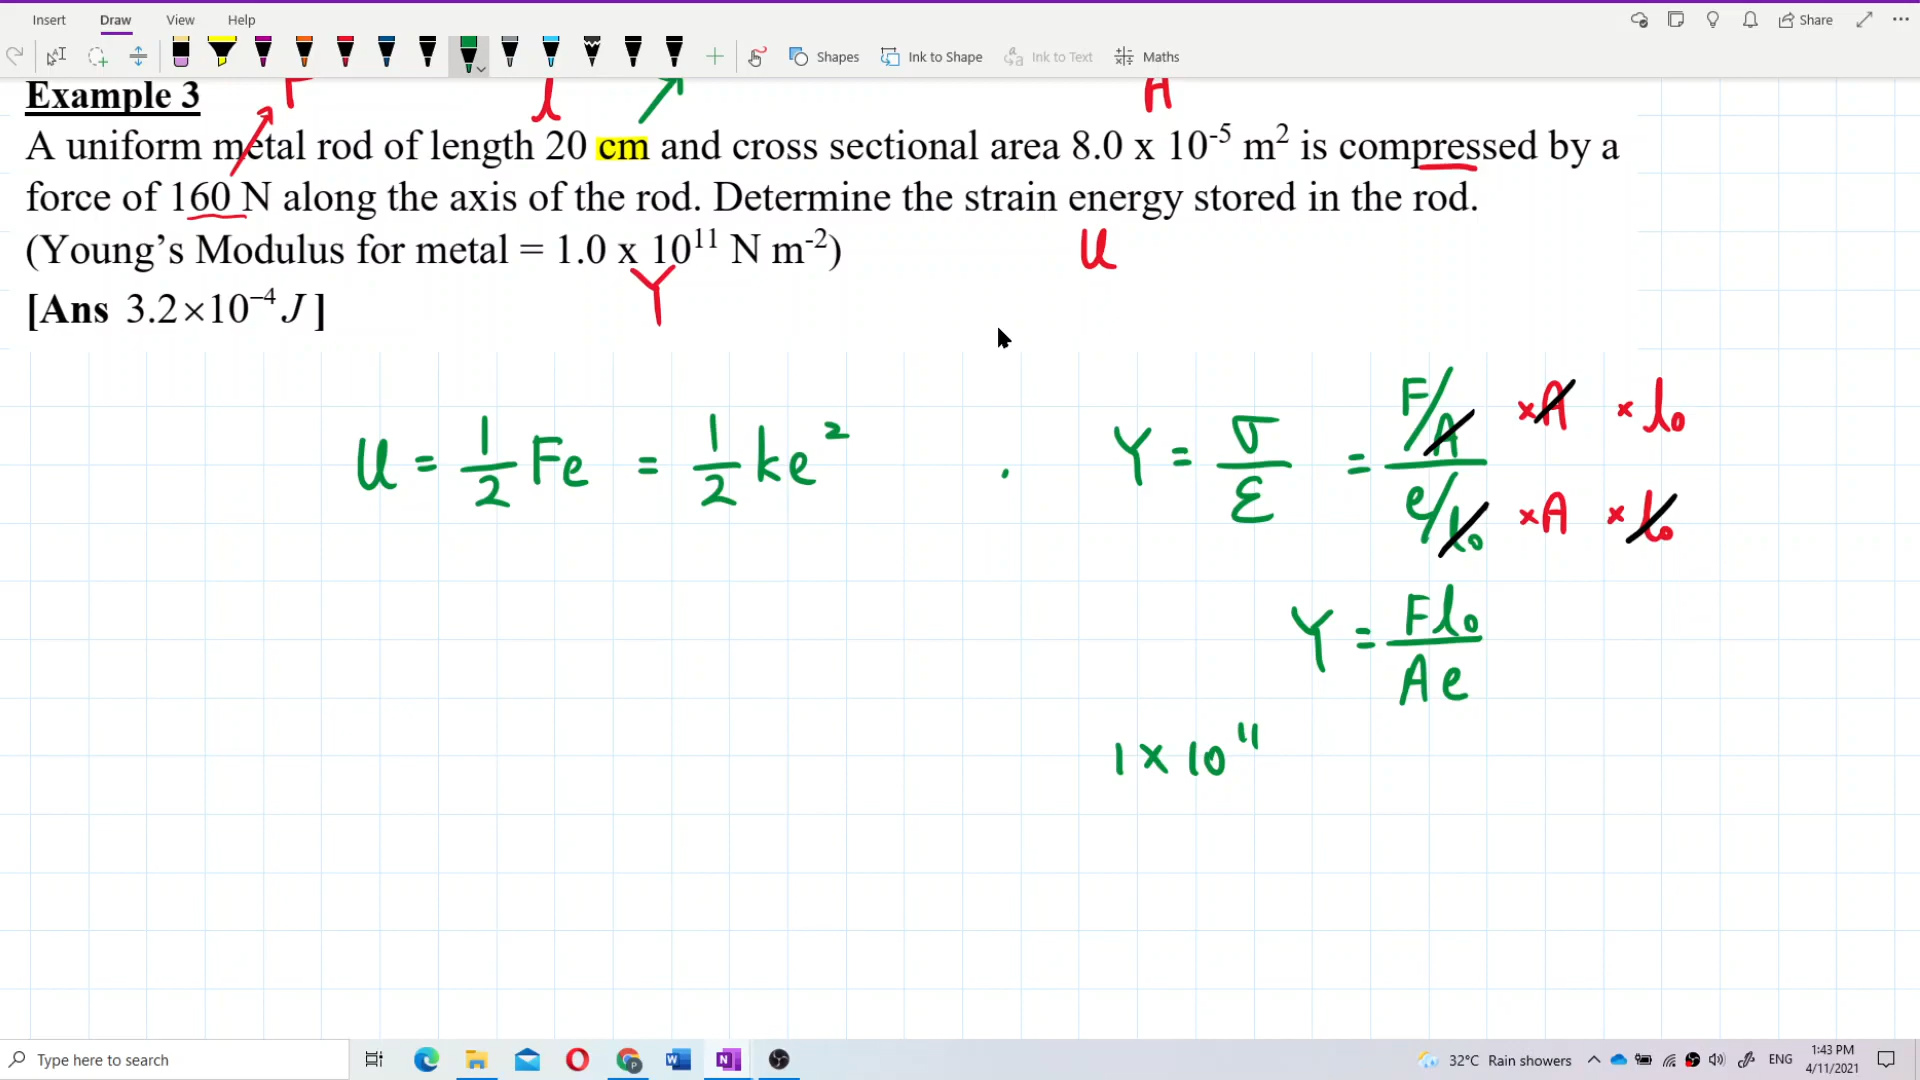 Insert Draw View Help Share
Shapes Ink to Shape Ink to Text Maths
F l A
Example 3
A uniform metal rod of length 20 cm and cross sectional area 8.0 x 10⁻⁵ m² is compressed by a
force of 160 N along the axis of the rod. Determine the strain energy stored in the rod.
(Young’s Modulus for metal = 1.0 x 10¹¹ N m⁻²)
U
Y
[Ans 3.2×10⁻⁴ J]
U = 1/2 Fe = 1/2 ke² . Y = σ/ε = (F/A)/(e/l₀) ×A × l₀
×A × l₀
Y = Fl₀/Ae
1 × 10¹¹
Type here to search 32°C Rain showers ENG 1:43 PM
4/11/2021